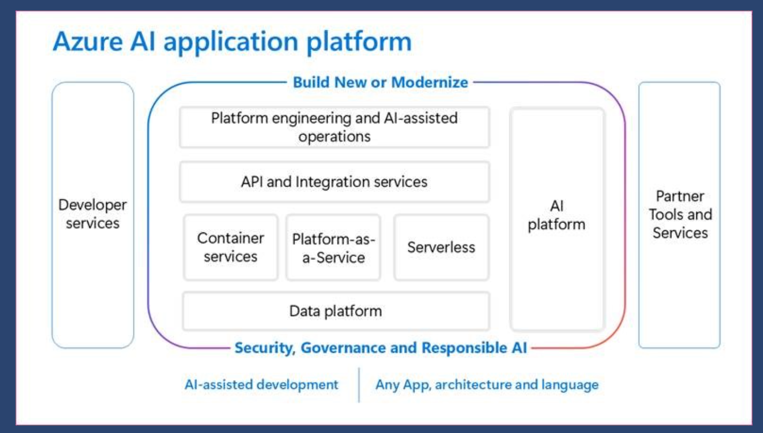 Azure AI application platform
Build New or Modernize
Developer
services
Platform engineering and AI-assisted
operations
API and Integration services
Container
services
Platform-as-
a-Service
Serverless
Data platform
AI
platform
Partner
Tools and
Services
Security, Governance and Responsible AI
AI-assisted development
Any App, architecture and language